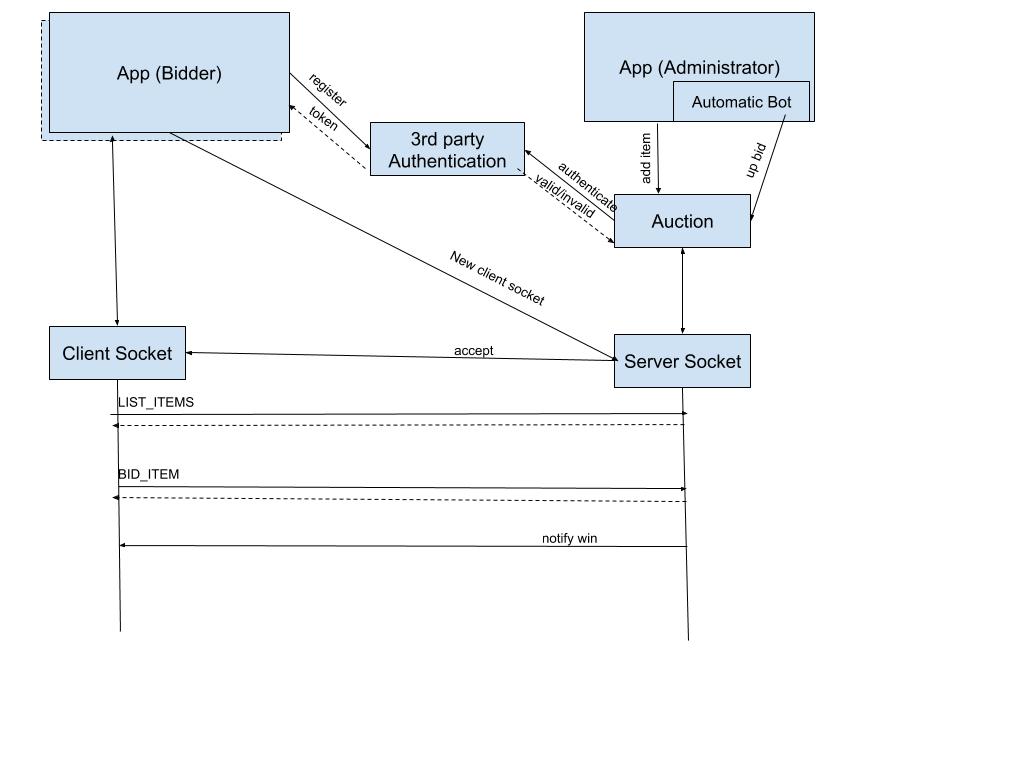 App (Bidder)
App (Administrator)
Automatic Bot
register
token
3rd party
Authentication
authenticate
valid/invalid
add item
up bid
Auction
New client socket
Client Socket
accept
Server Socket
LIST_ITEMS
BID_ITEM
notify win